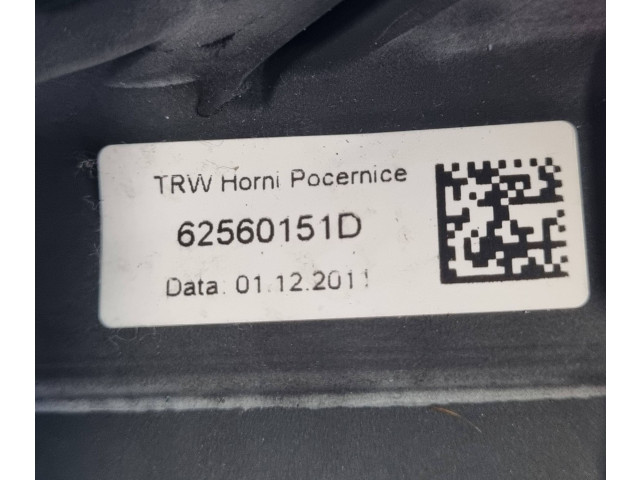 TRW Horni Pocernice
62560151D
Data: 01.12.2011